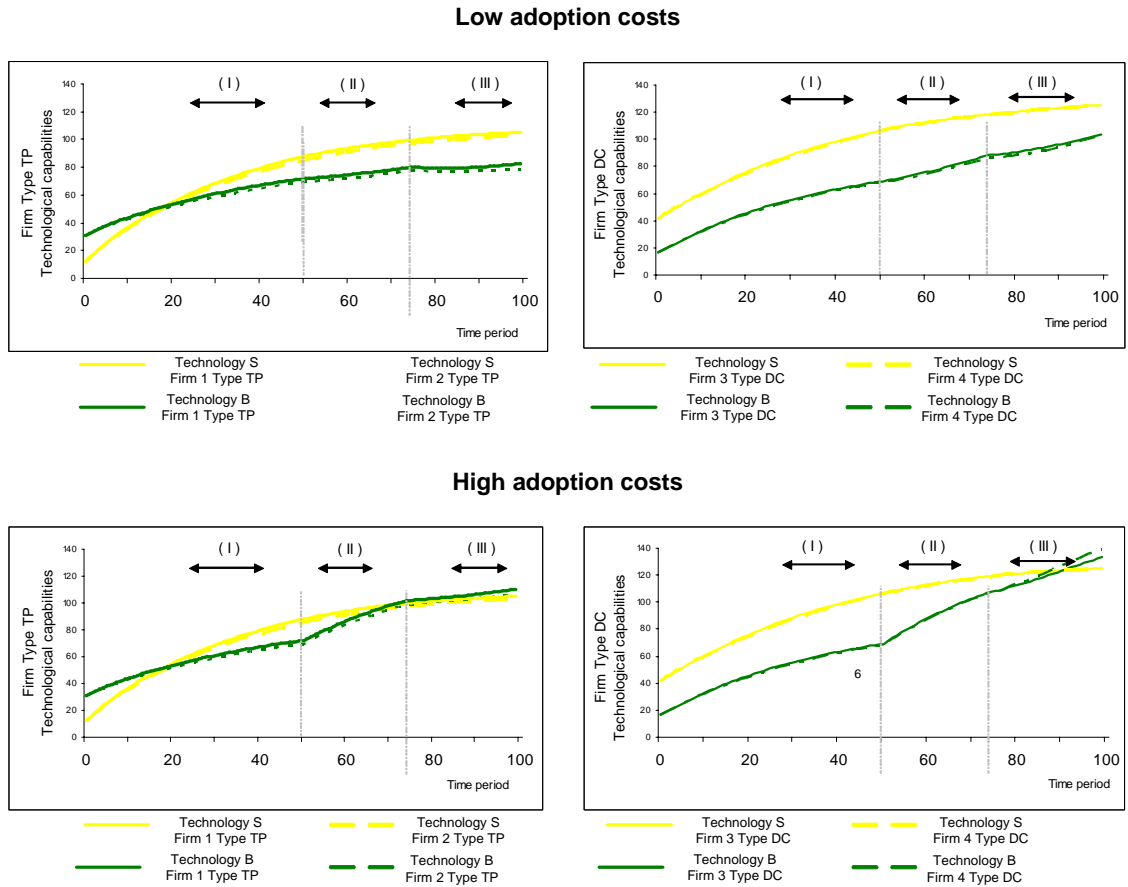 Low adoption costs
Firm Type TP
Technological capabilities
140
120
100
80
60
40
20
0
( I )
( II )
( III )
0 20 40 60 80 100
Time period
Technology S
Firm 1 Type TP
Technology S
Firm 2 Type TP
Technology B
Firm 1 Type TP
Technology B
Firm 2 Type TP
Firm Type DC
Technological capabilities
140
120
100
80
60
40
20
0
( I )
( II )
( III )
0 20 40 60 80 100
Time period
Technology S
Firm 3 Type DC
Technology S
Firm 4 Type DC
Technology B
Firm 3 Type DC
Technology B
Firm 4 Type DC
High adoption costs
Firm Type TP
Technological capabilities
140
120
100
80
60
40
20
0
( I )
( II )
( III )
0 20 40 60 80 100
Time period
Technology S
Firm 1 Type TP
Technology S
Firm 2 Type TP
Technology B
Firm 1 Type TP
Technology B
Firm 2 Type TP
Firm Type DC
Technological capabilities
140
120
100
80
60
40
20
0
( I )
( II )
( III )
6
0 20 40 60 80 100
Time period
Technology S
Firm 3 Type DC
Technology S
Firm 4 Type DC
Technology B
Firm 3 Type DC
Technology B
Firm 4 Type DC